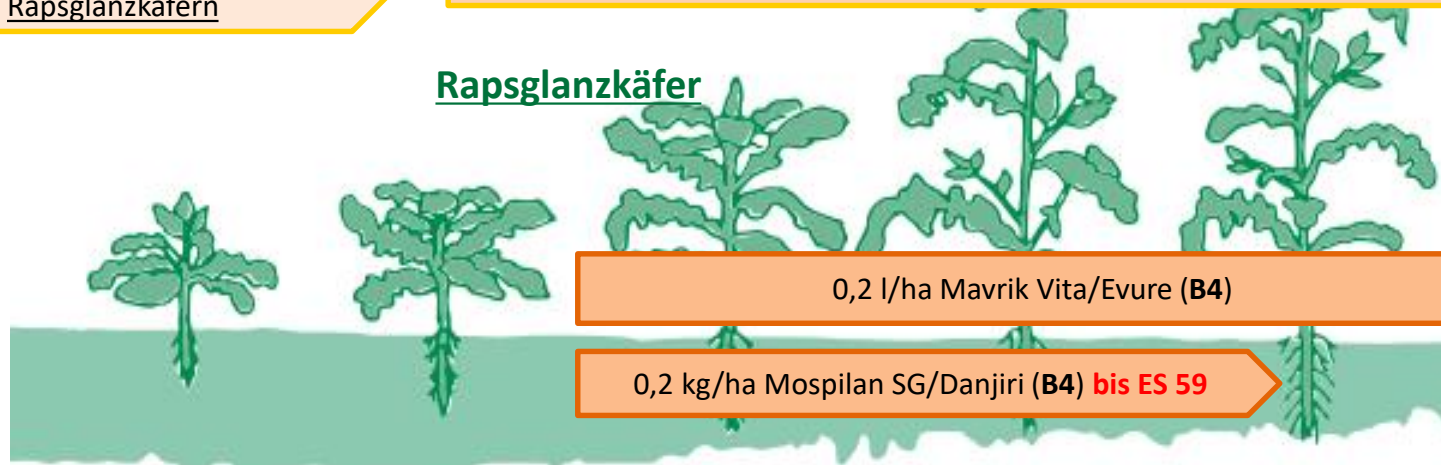 Rapsglanzkäfern
Rapsglanzkäfer
0,2 l/ha Mavrik Vita/Evure (B4)
0,2 kg/ha Mospilan SG/Danjiri (B4) bis ES 59